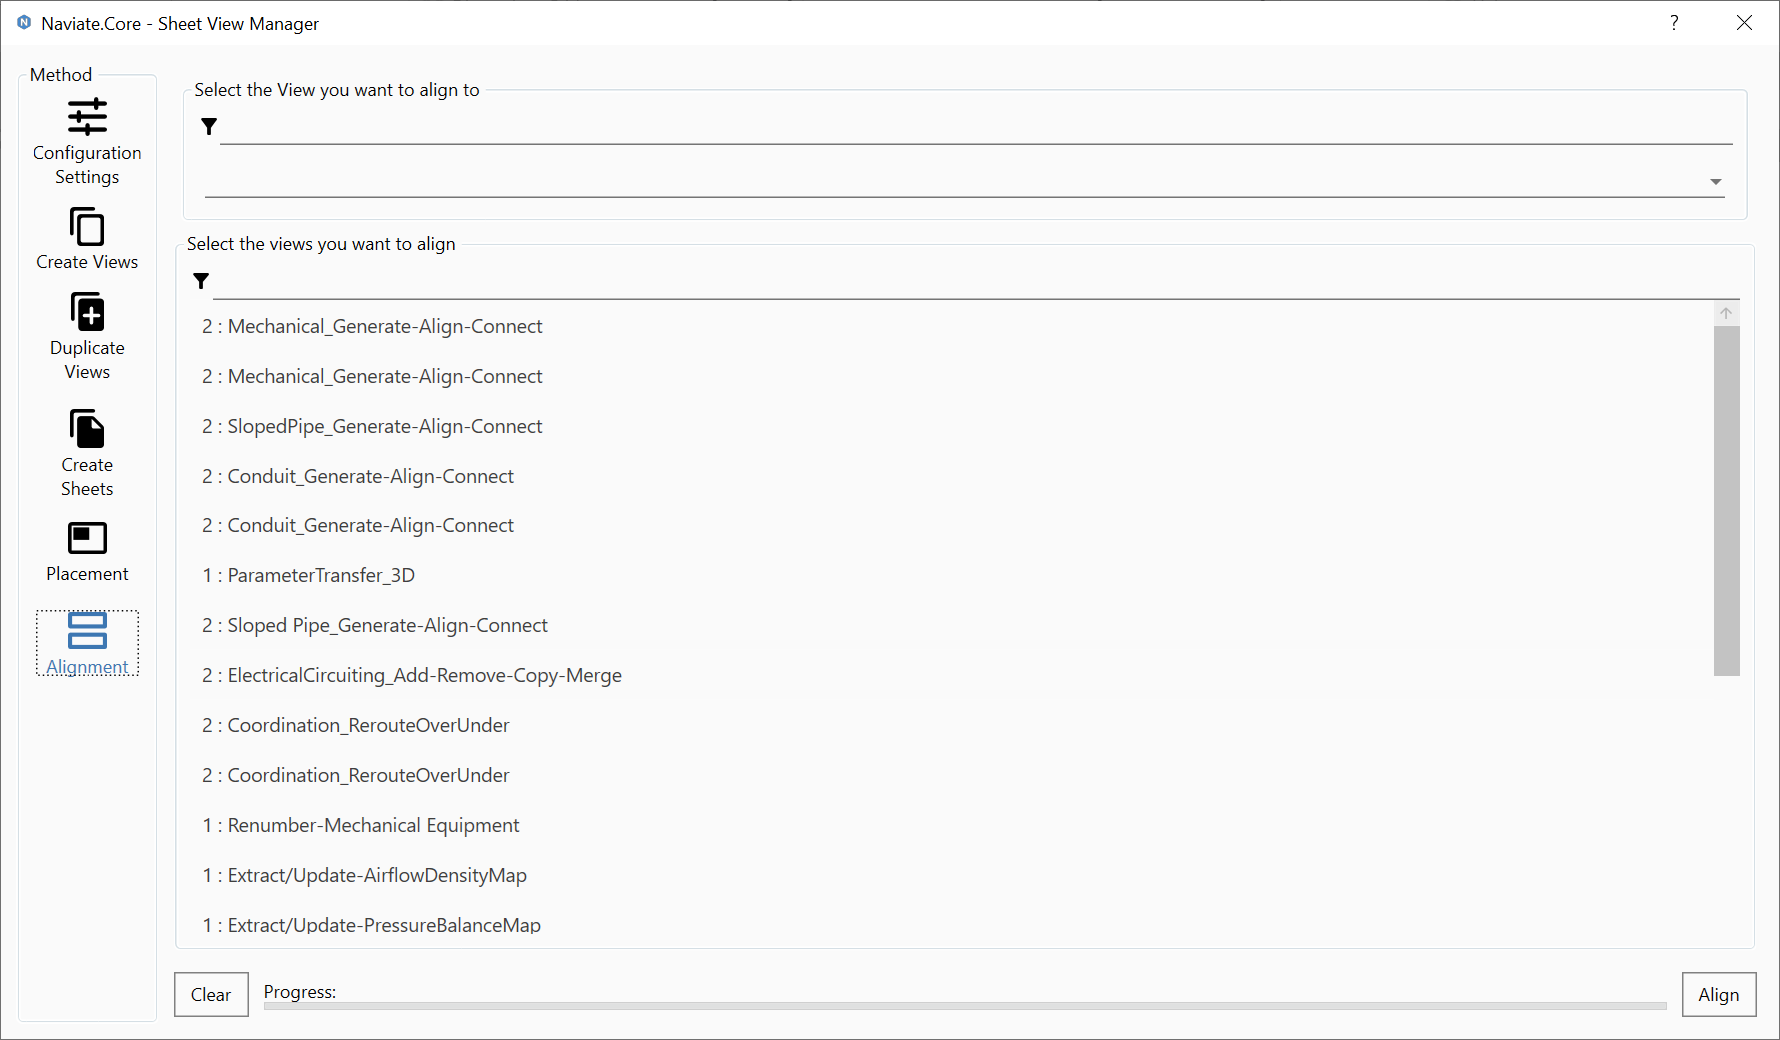 Naviate.Core - Sheet View Manager
?
Method
Configuration
Settings
Create Views
Duplicate
Views
Create
Sheets
Placement
Alignment
Select the View you want to align to
Select the views you want to align
2 : Mechanical_Generate-Align-Connect
2 : Mechanical_Generate-Align-Connect
2 : SlopedPipe_Generate-Align-Connect
2 : Conduit_Generate-Align-Connect
2 : Conduit_Generate-Align-Connect
1 : ParameterTransfer_3D
2 : Sloped Pipe_Generate-Align-Connect
2 : ElectricalCircuiting_Add-Remove-Copy-Merge
2 : Coordination_RerouteOverUnder
2 : Coordination_RerouteOverUnder
1 : Renumber-Mechanical Equipment
1 : Extract/Update-AirflowDensityMap
1 : Extract/Update-PressureBalanceMap
Clear
Progress:
Align